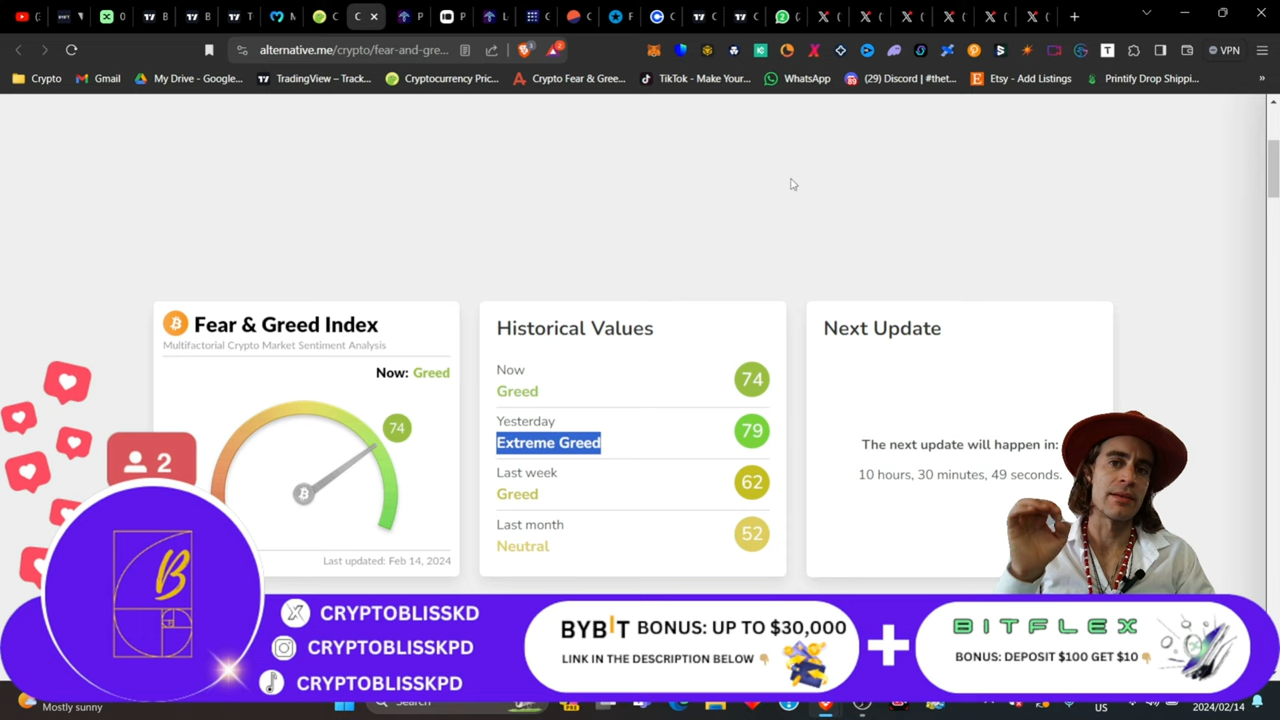 alternative.me/crypto/fear-and-gre...
VPN
Crypto
Gmail
My Drive - Google...
TradingView – Track...
Cryptocurrency Pric...
Crypto Fear & Gree...
TikTok - Make Your...
WhatsApp
(29) Discord | #thet...
Etsy - Add Listings
Printify Drop Shippi...
Fear & Greed Index
Multifactorial Crypto Market Sentiment Analysis
Now: Greed
74
Last updated: Feb 14, 2024
Historical Values
Now
Greed
74
Yesterday
Extreme Greed
79
Last week
Greed
62
Last month
Neutral
52
Next Update
The next update will happen in:
10 hours, 30 minutes, 49 seconds.
2
B
CRYPTOBLISSKD
CRYPTOBLISSKPD
CRYPTOBLISSKPD
BYBIT BONUS: UP TO $30,000
LINK IN THE DESCRIPTION BELOW
BITFLEX
BONUS: DEPOSIT $100 GET $10
Mostly sunny
Search
US
2024/02/14